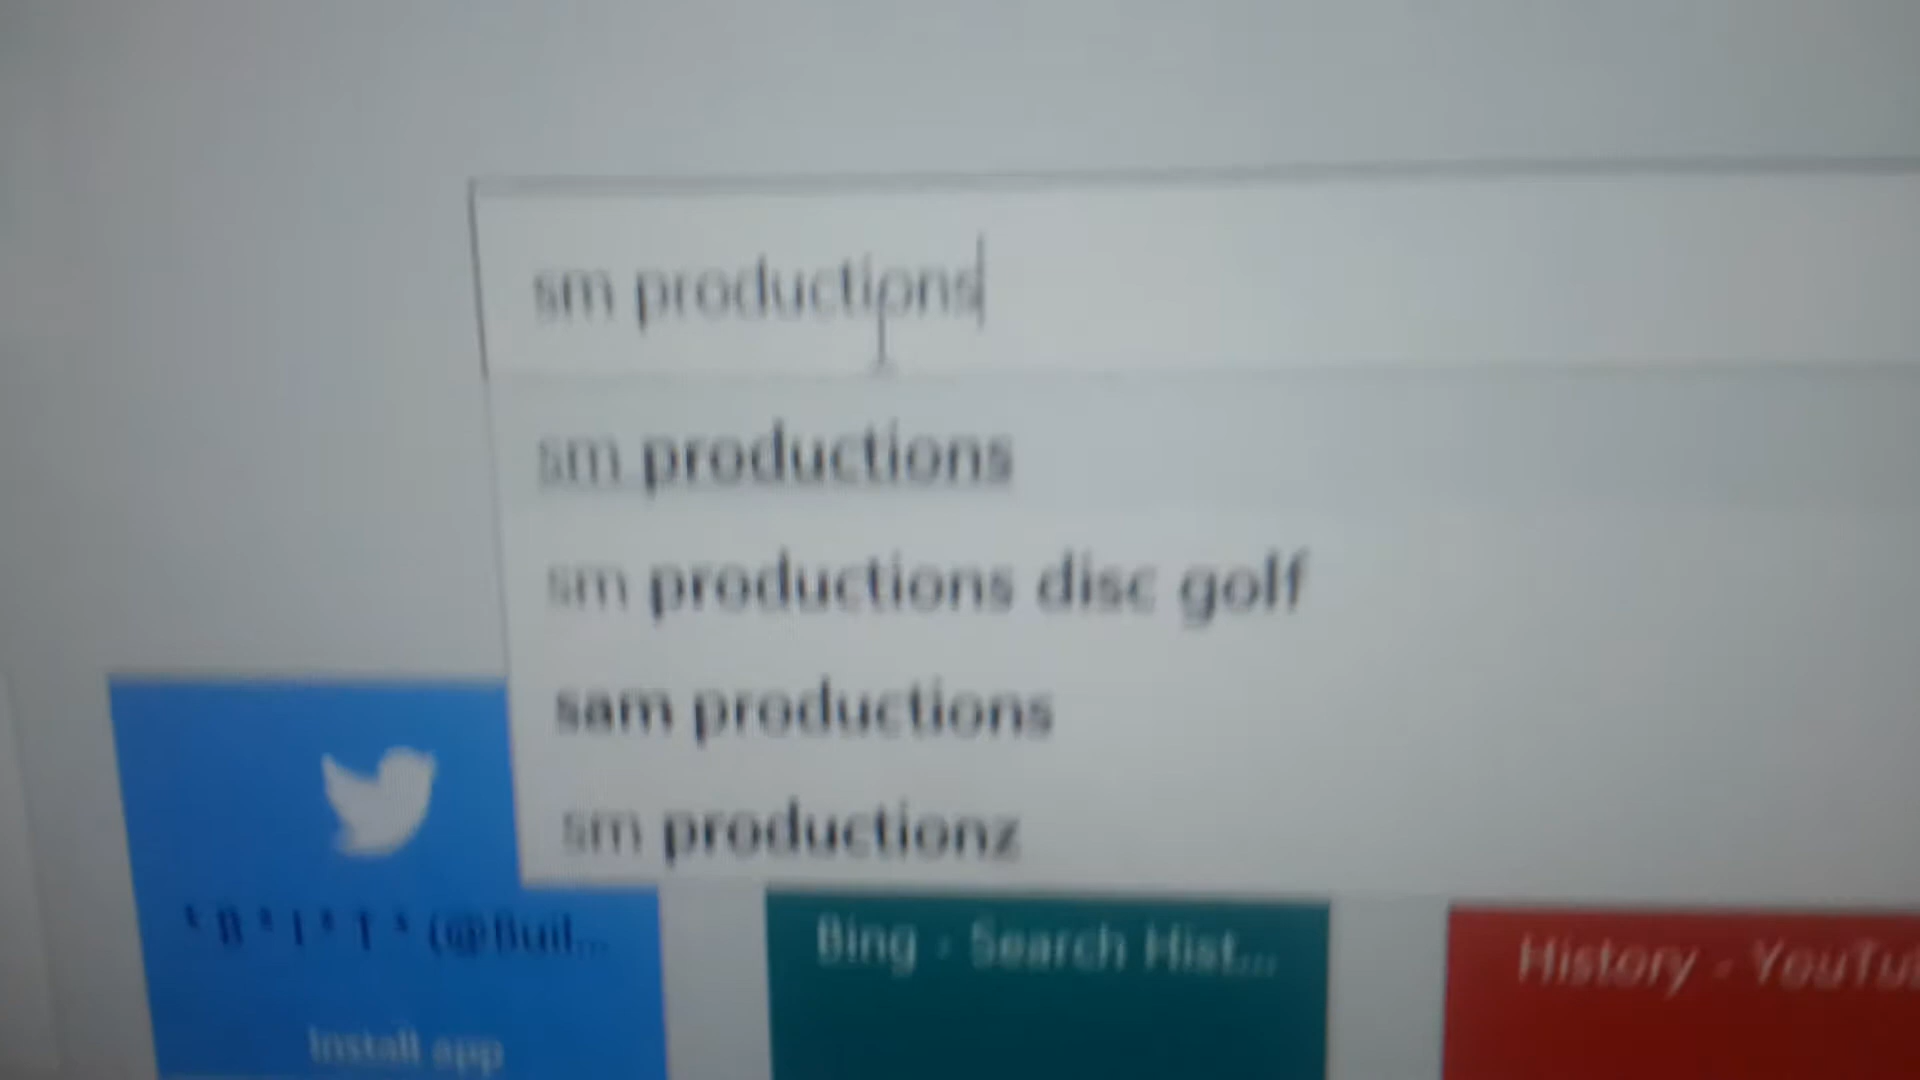 sm productions
sm productions
sm productions disc golf
sam productions
sm productionz
(@Buil...
Install app
Bing - Search Hist...
History - YouTu